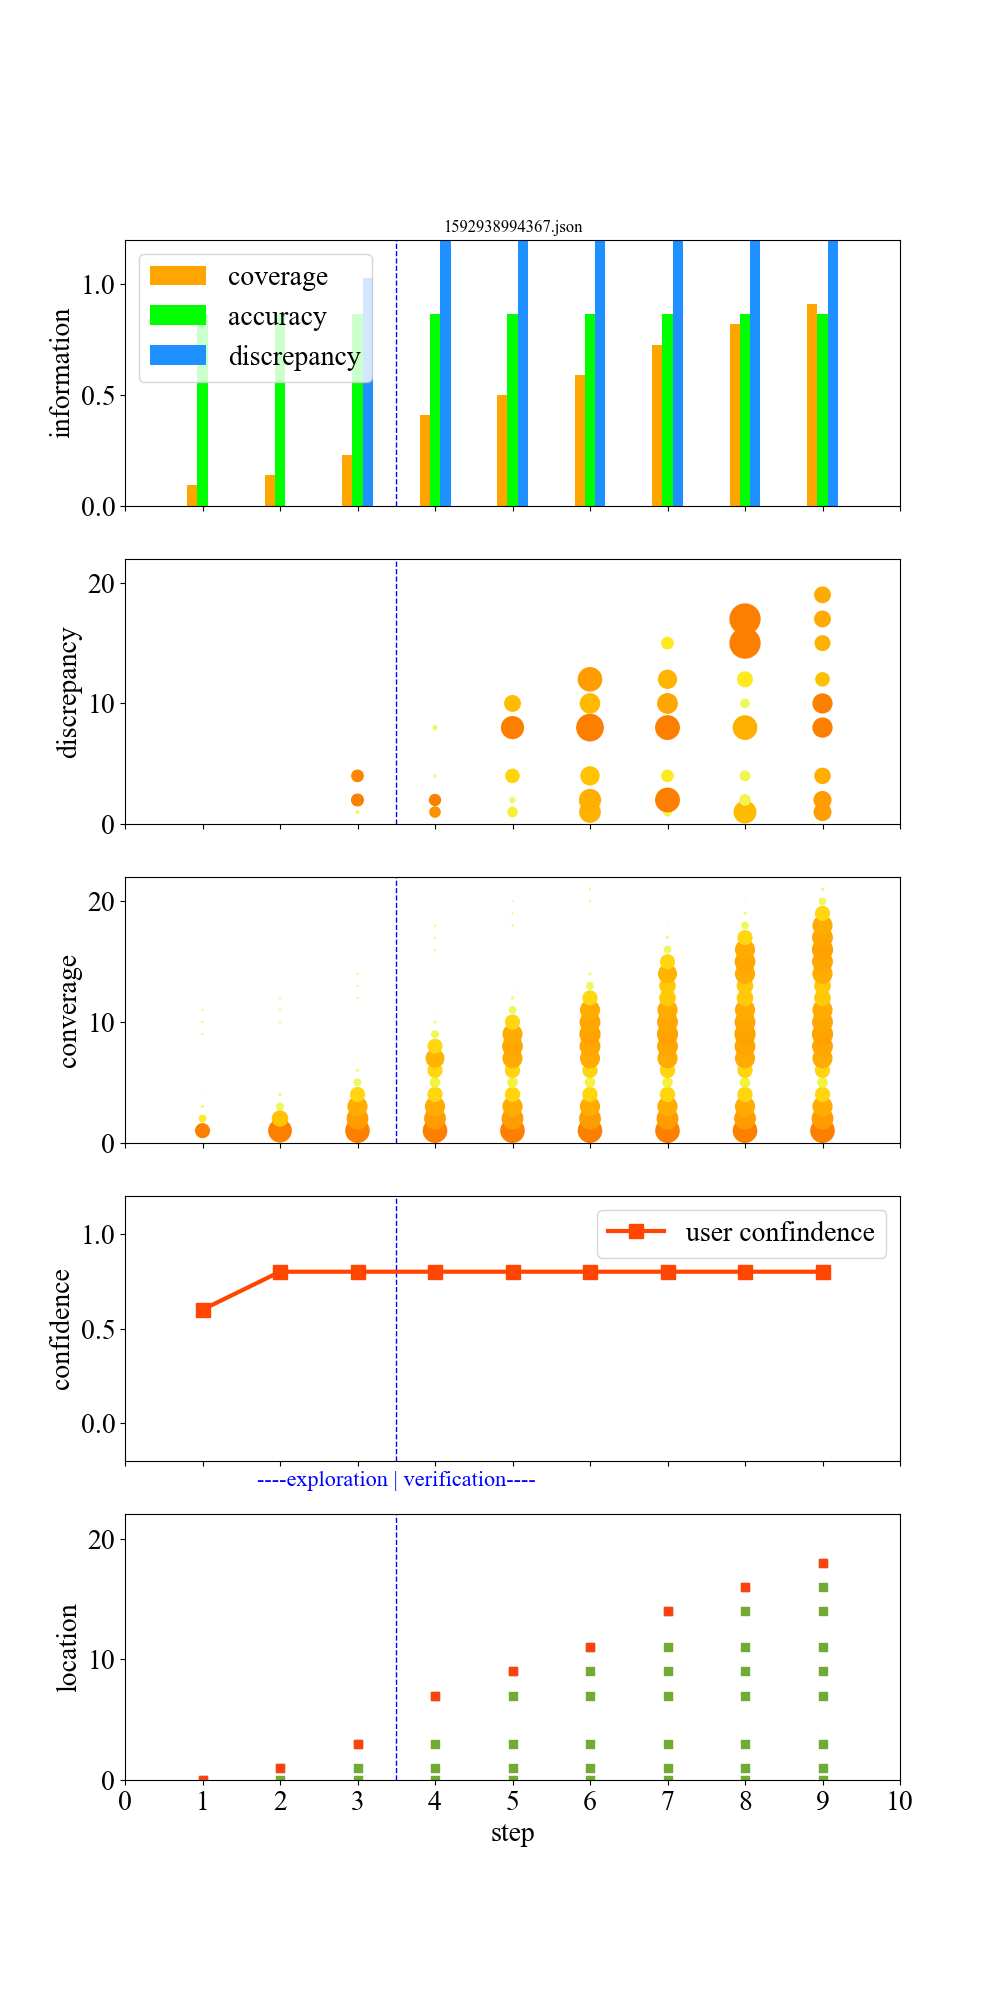 1592938994367.json
1.0
0.5
0.0
information
coverage
accuracy
discrepancy
20
10
0
discrepancy
20
10
0
converage
1.0
0.5
0.0
confidence
user confindence
----exploration | verification----
20
10
0
location
0 1 2 3 4 5 6 7 8 9 10
step